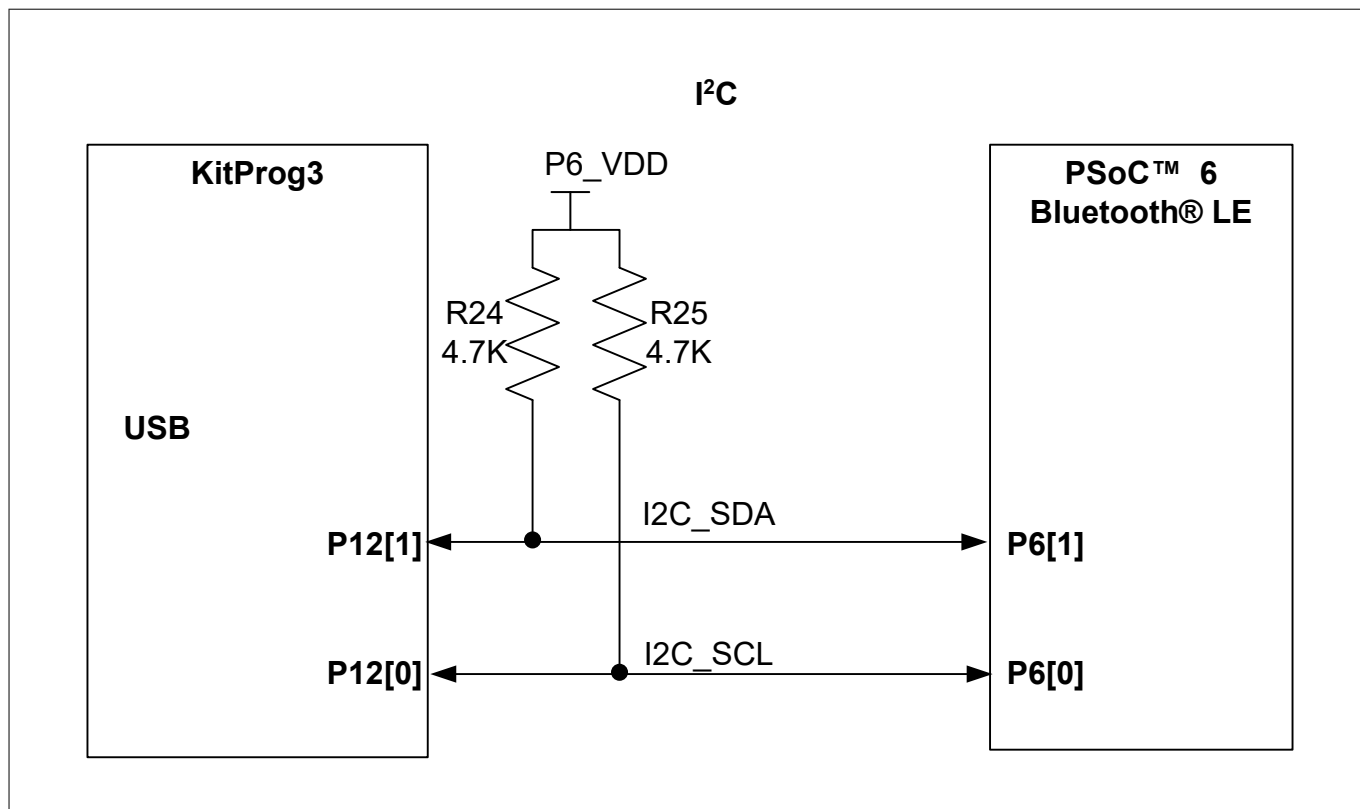 I²C
KitProg3
P6_VDD
PSoC™ 6
Bluetooth® LE
R24
4.7K
R25
4.7K
USB
I2C_SDA
P12[1]
P6[1]
I2C_SCL
P12[0]
P6[0]